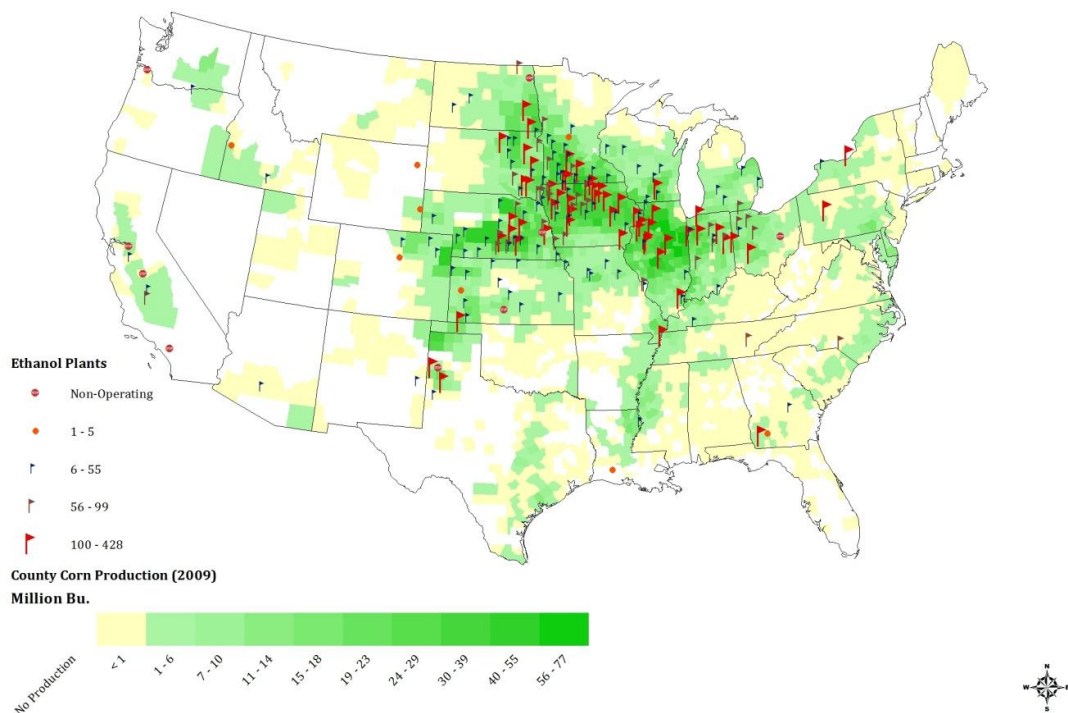 Ethanol Plants
Non-Operating
1 - 5
6 - 55
56 - 99
100 - 428
County Corn Production (2009)
Million Bu.
No Production
< 1
1 - 6
7 - 10
11 - 14
15 - 18
19 - 23
24 - 29
30 - 39
40 - 55
56 - 77
N
W E
S